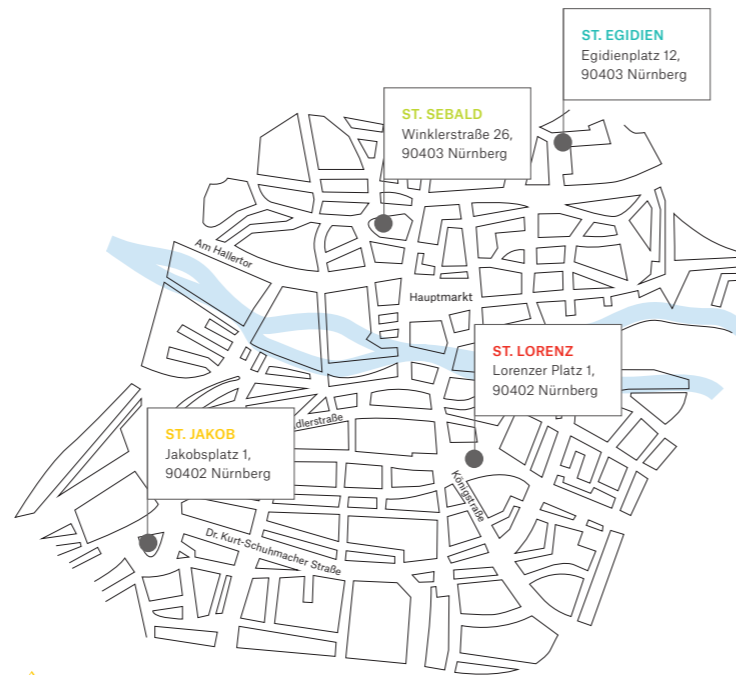 ST. EGIDIEN
Egidienplatz 12,
90403 Nürnberg
ST. SEBALD
Winklerstraße 26,
90403 Nürnberg
Am Hallertor
Hauptmarkt
ST. LORENZ
Lorenzer Platz 1,
90402 Nürnberg
dlerstraße
ST. JAKOB
Jakobsplatz 1,
90402 Nürnberg
Königstraße
Dr. Kurt-Schuhmacher Straße